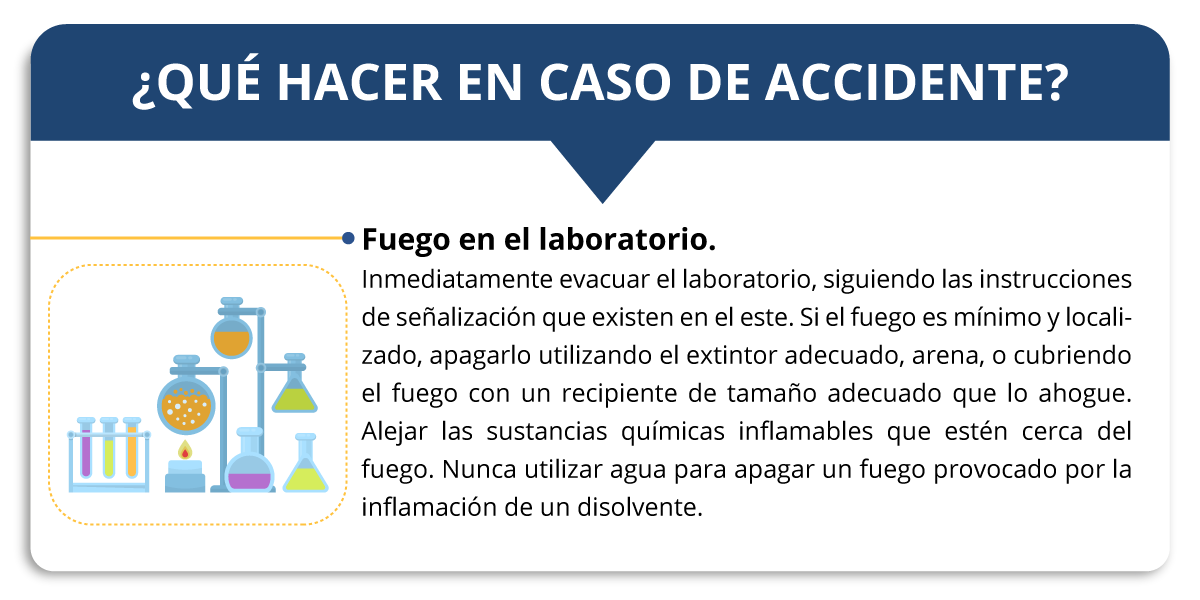 ¿QUÉ HACER EN CASO DE ACCIDENTE?
Fuego en el laboratorio.
Inmediatamente evacuar el laboratorio, siguiendo las instrucciones
de señalización que existen en el este. Si el fuego es mínimo y locali-
zado, apagarlo utilizando el extintor adecuado, arena, o cubriendo
el fuego con un recipiente de tamaño adecuado que lo ahogue.
Alejar las sustancias químicas inflamables que estén cerca del
fuego. Nunca utilizar agua para apagar un fuego provocado por la
inflamación de un disolvente.